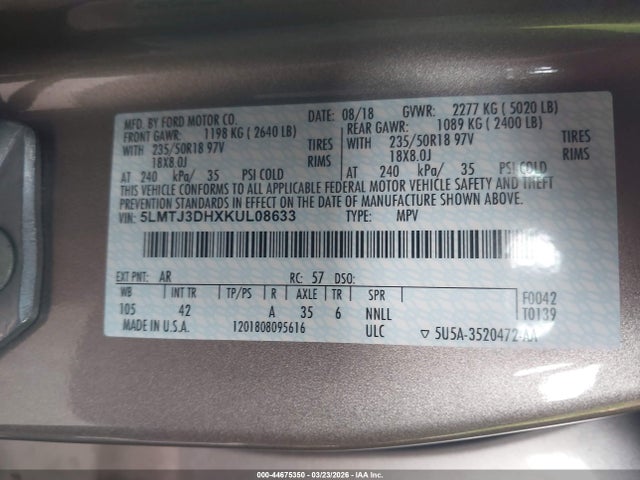 MFD. BY FORD MOTOR CO. DATE: 08/18 GVWR: 2277 KG ( 5020 LB)
FRONT GAWR: 1198 KG ( 2640 LB) REAR GAWR: 1089 KG ( 2400 LB)
WITH 235/50R18 97V TIRES WITH 235/50R18 97V TIRES
18X8.0J RIMS 18X8.0J RIMS
AT 240 kPa/ 35 PSI COLD AT 240 kPa/ 35 PSI COLD
THIS VEHICLE CONFORMS TO ALL APPLICABLE FEDERAL MOTOR VEHICLE SAFETY AND THEFT
PREVENTION STANDARDS IN EFFECT ON THE DATE OF MANUFACTURE SHOWN ABOVE.
VIN: 5LMTJ3DHXKUL08633 TYPE: MPV
EXT PNT: AR RC: 57 DSO: F0042
WB INT TR TP/PS R AXLE TR SPR T0139
105 42 A 35 6 NNLL
MADE IN U.S.A. 1201808095616 ULC ▽ 5U5A-3520472-AA
000-44675350 - 03/23/2026 - IAA Inc.